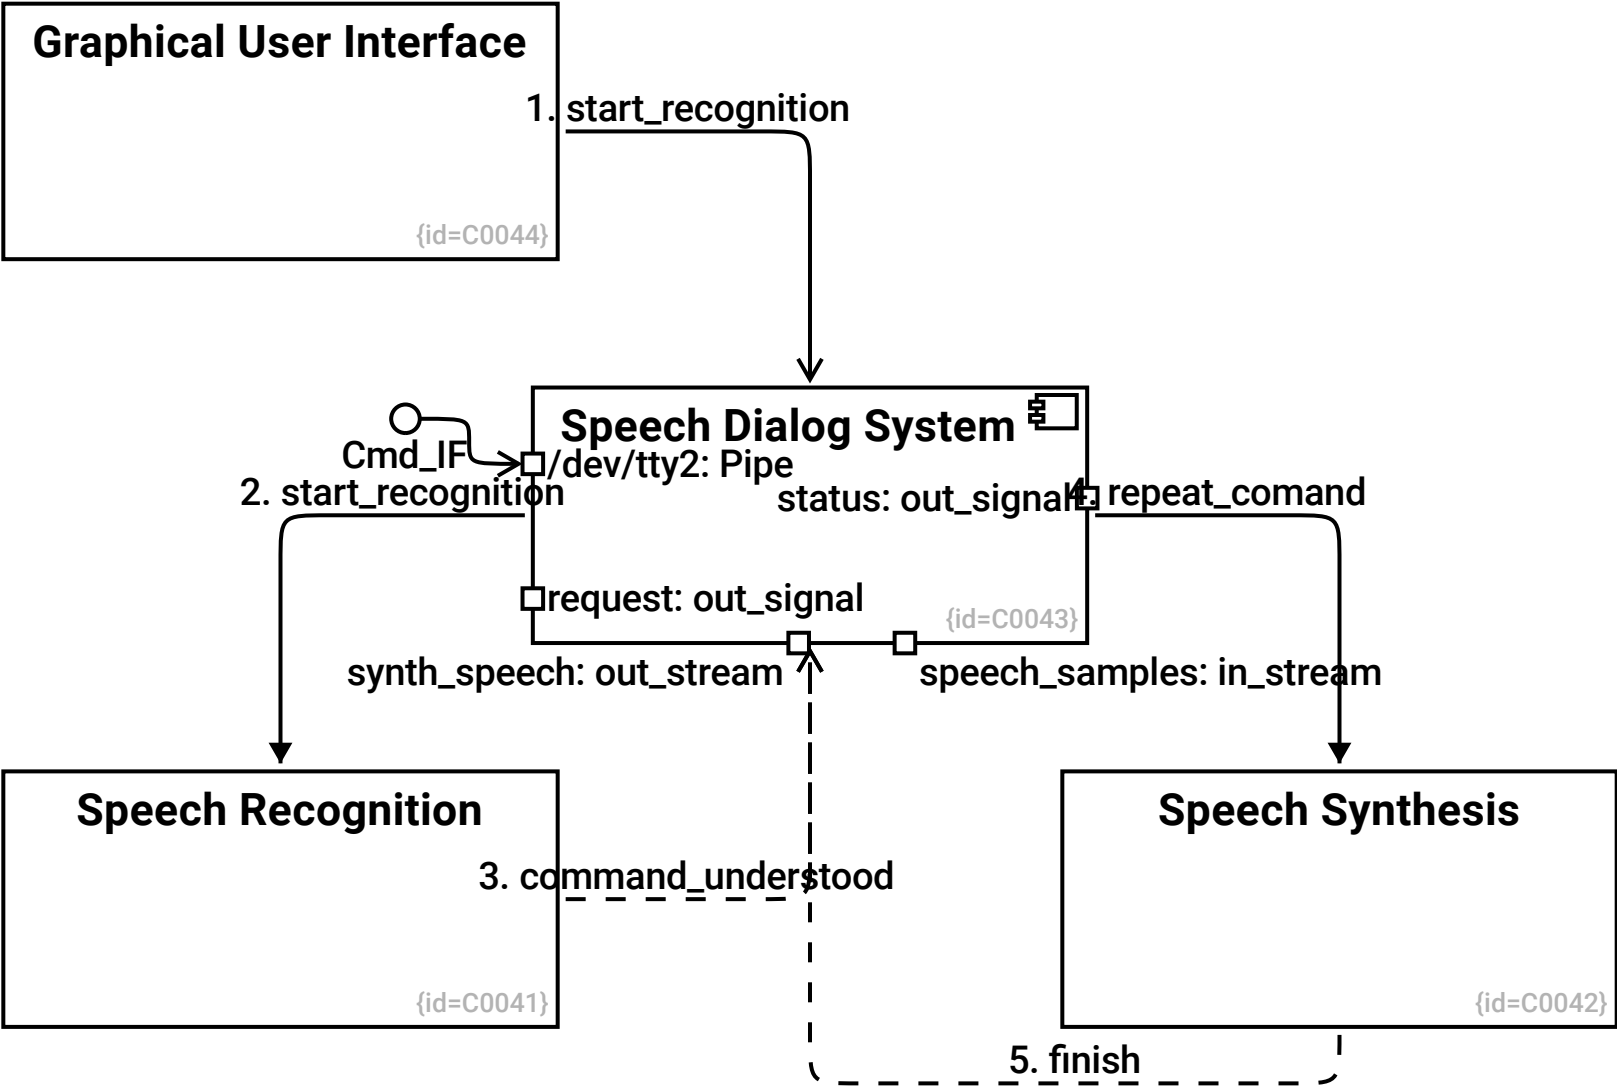 Graphical User Interface
1. start_recognition
{id=C0044}
Speech Dialog System
Cmd_IF
/dev/tty2: Pipe
2. start_recognition
status: out_signal
4. repeat_comand
request: out_signal
{id=C0043}
synth_speech: out_stream
speech_samples: in_stream
Speech Recognition
Speech Synthesis
3. command_understood
{id=C0041}
{id=C0042}
5. finish